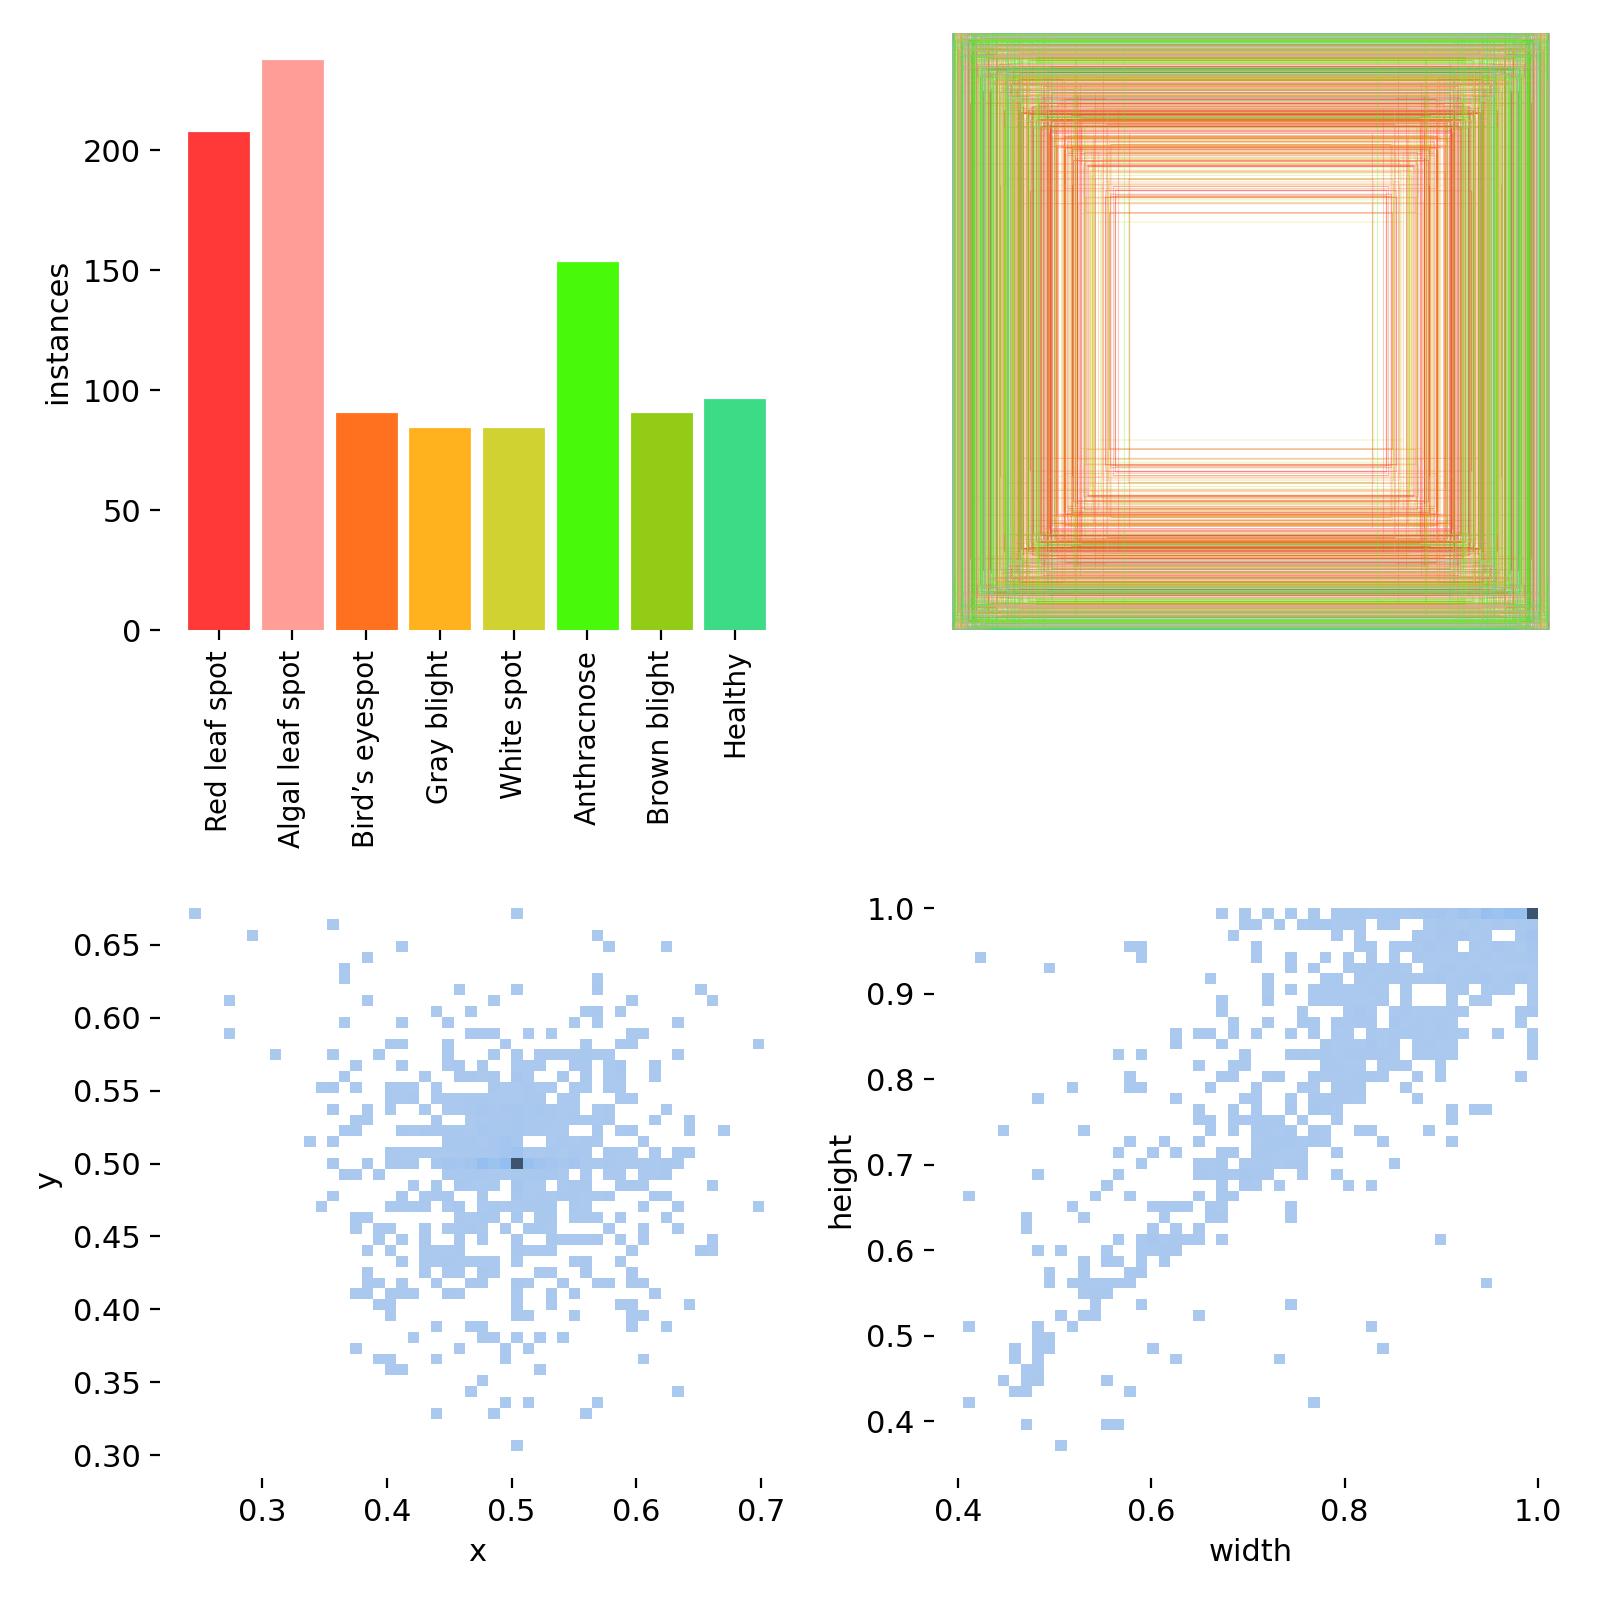 instances
200
150
100
50
0
Red leaf spot
Algal leaf spot
Bird’s eyespot
Gray blight
White spot
Anthracnose
Brown blight
Healthy
y
0.65
0.60
0.55
0.50
0.45
0.40
0.35
0.30
0.3 0.4 0.5 0.6 0.7
x
height
1.0
0.9
0.8
0.7
0.6
0.5
0.4
0.4 0.6 0.8 1.0
width